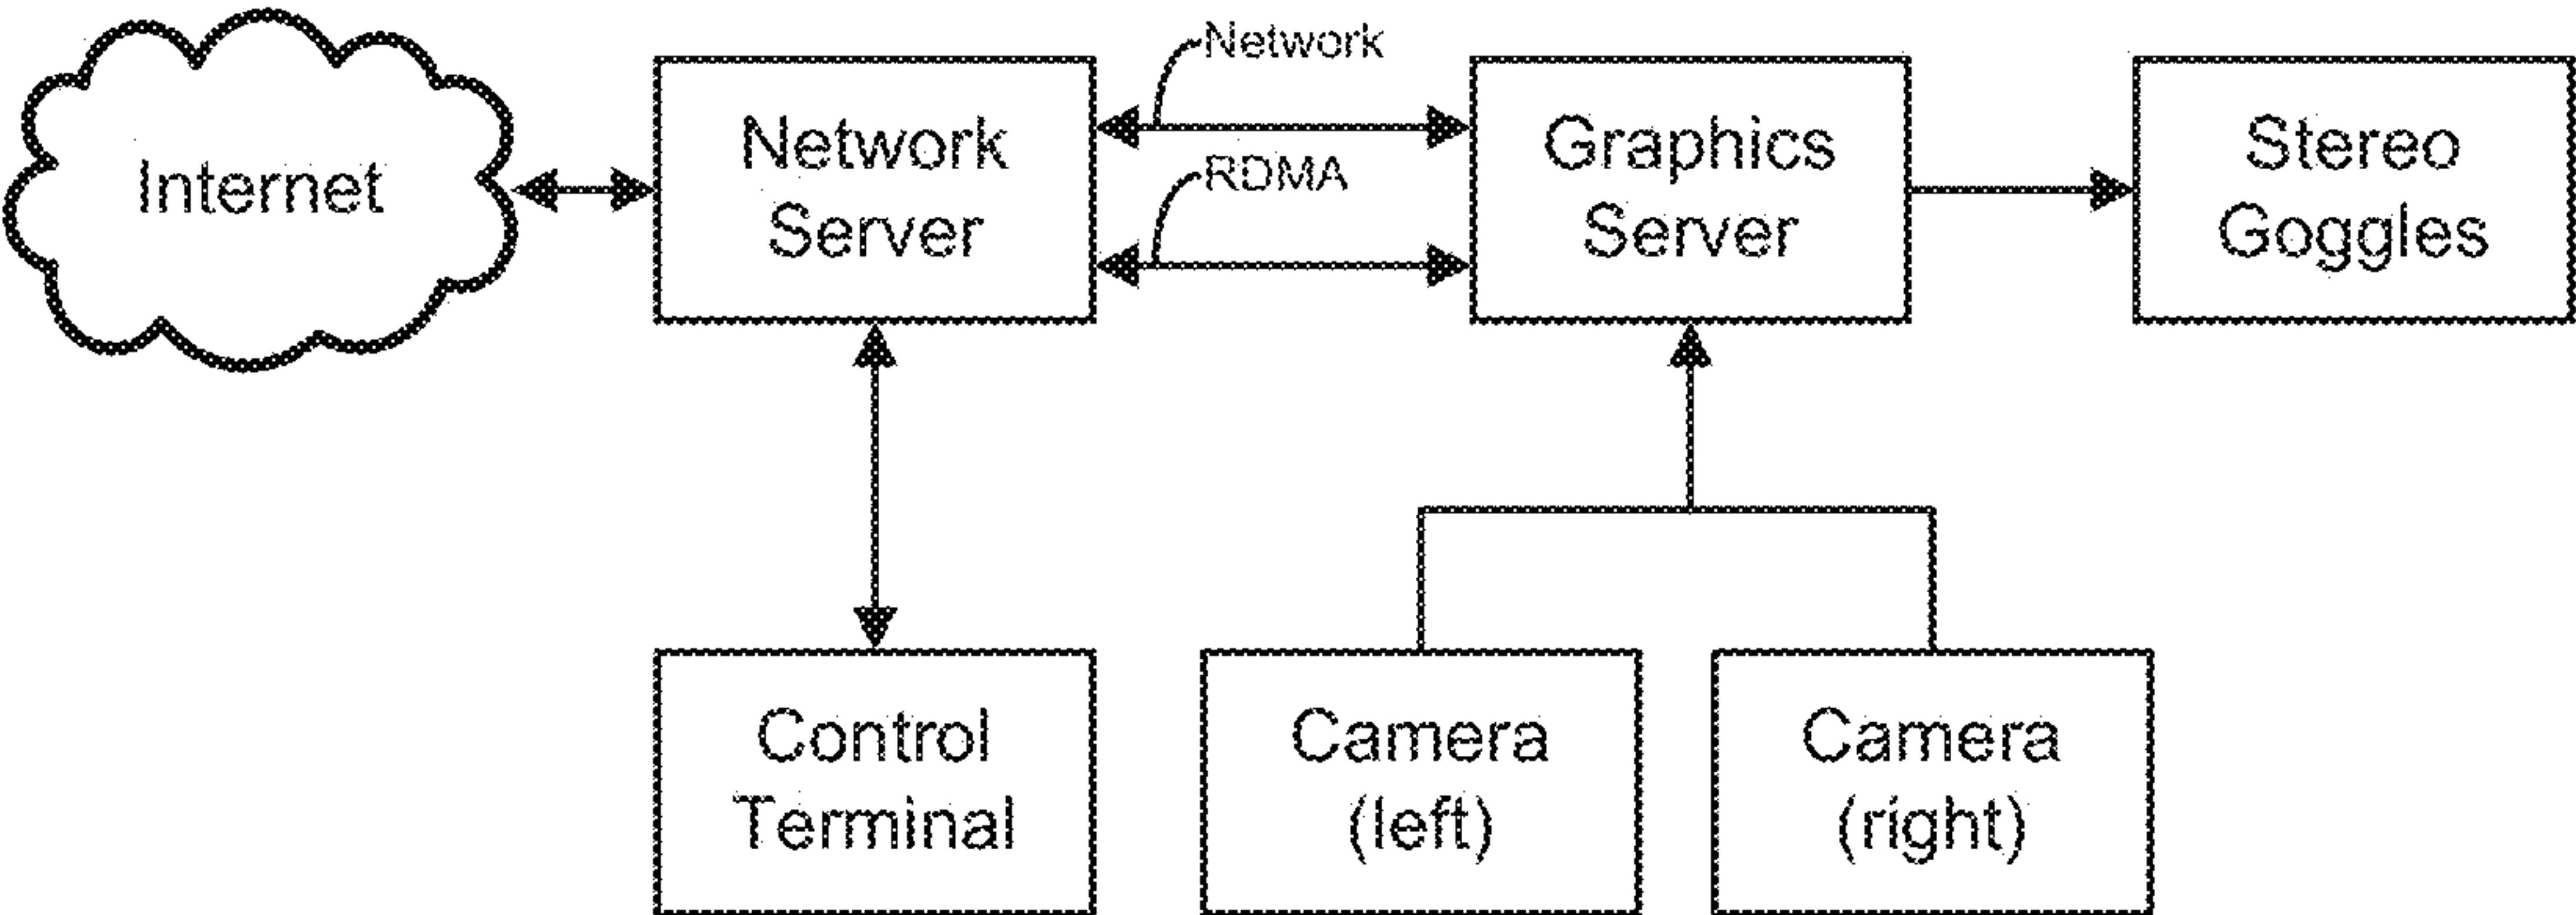 Network
Internet
Network
Server
RDMA
Graphics
Server
Stereo
Goggles
Control
Terminal
Camera
(left)
Camera
(right)